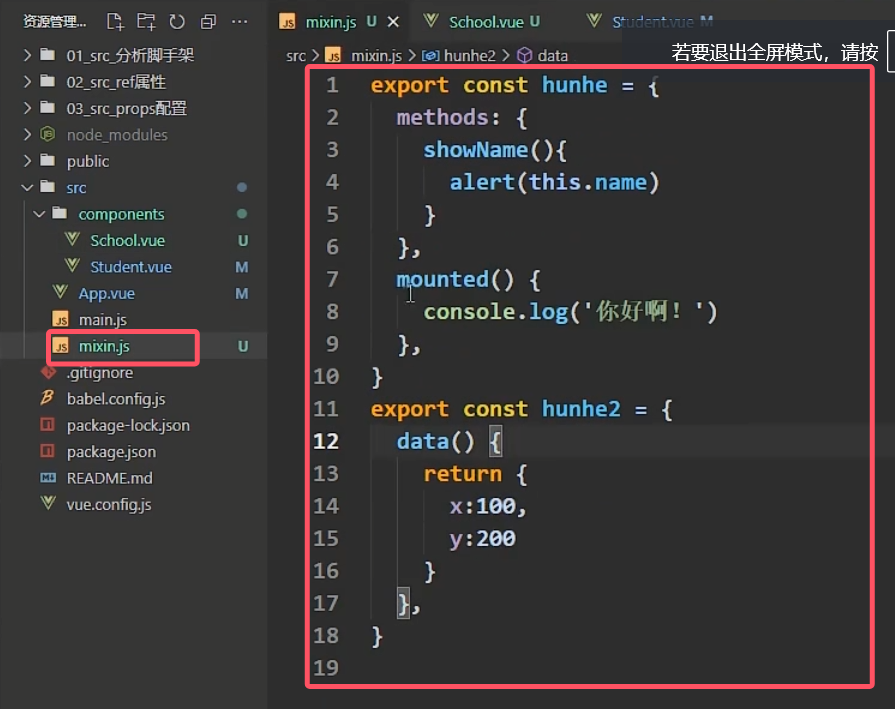 资源管理...
mixin.js U
School.vue U
Student.vue M
若要退出全屏模式，请按
src > mixin.js > hunhe2 > data
01_src_分析脚手架
02_src_ref属性
03_src_props配置
node_modules
public
src
components
School.vue U
Student.vue M
App.vue M
main.js
mixin.js U
.gitignore
babel.config.js
package-lock.json
package.json
README.md
vue.config.js
1 export const hunhe = {
2 methods: {
3 showName(){
4 alert(this.name)
5 }
6 },
7 mounted() {
8 console.log('你好啊！')
9 },
10 }
11 export const hunhe2 = {
12 data() {
13 return {
14 x:100,
15 y:200
16 }
17 },
18 }
19